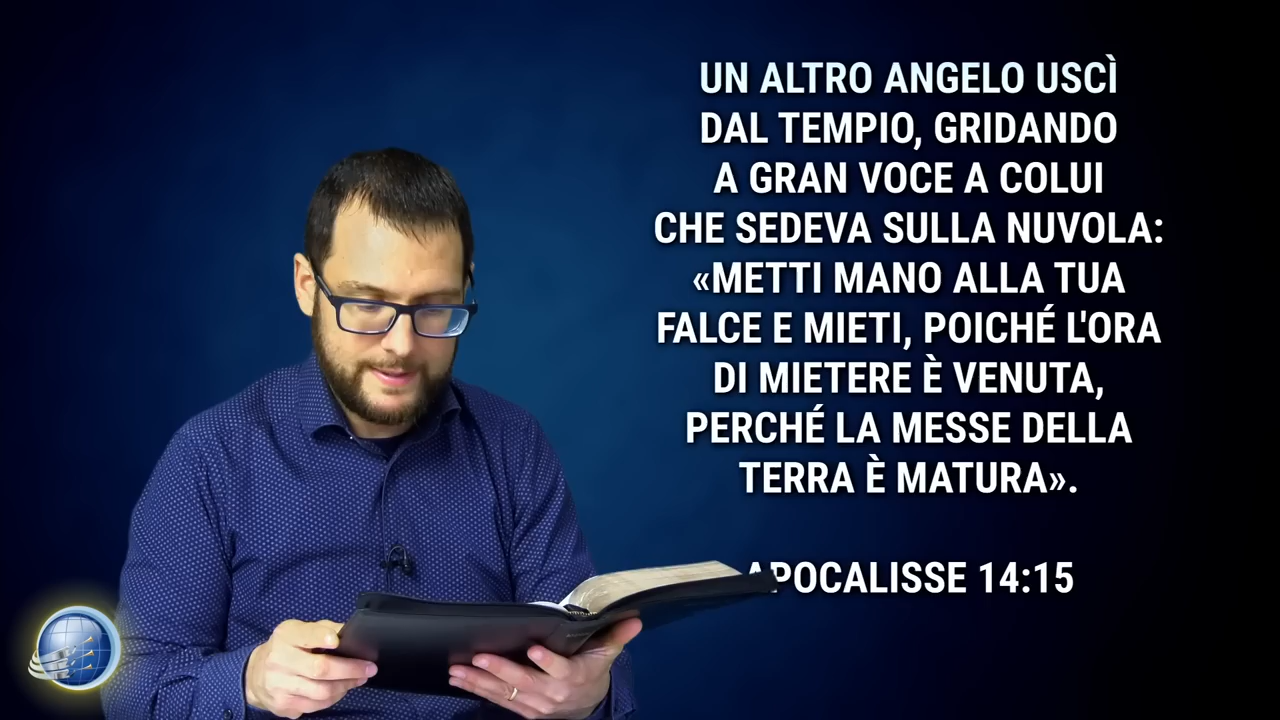 UN ALTRO ANGELO USCÌ
DAL TEMPIO, GRIDANDO
A GRAN VOCE A COLUI
CHE SEDEVA SULLA NUVOLA:
«METTI MANO ALLA TUA
FALCE E MIETI, POICHÉ L'ORA
DI MIETERE È VENUTA,
PERCHÉ LA MESSE DELLA
TERRA È MATURA».
APOCALISSE 14:15